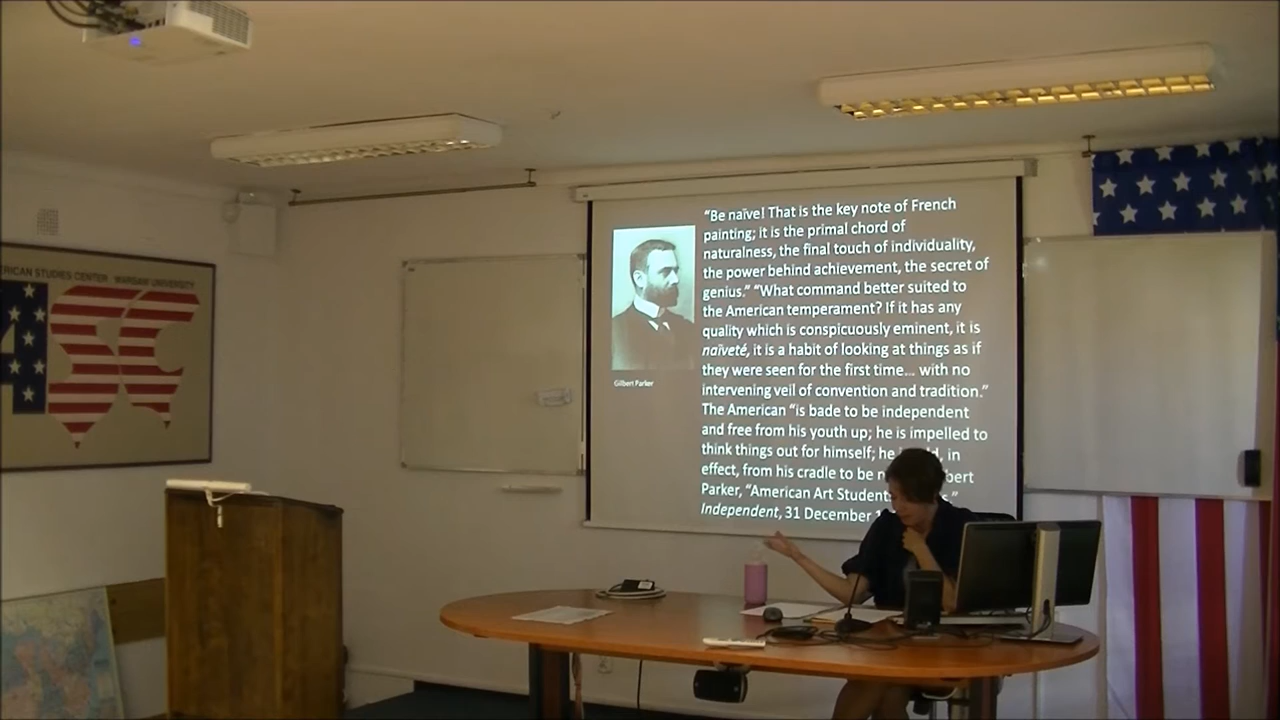 RICAN STUDIES CENTER · WARSAW UNIVERSITY
ASC
"Be naïve! That is the key note of French
painting; it is the primal chord of
naturalness, the final touch of individuality,
the power behind achievement, the secret of
genius." "What command better suited to
the American temperament? If it has any
quality which is conspicuously eminent, it is
naïveté, it is a habit of looking at things as if
they were seen for the first time... with no
intervening veil of convention and tradition."
The American "is bade to be independent
and free from his youth up; he is impelled to
think things out for himself; he in
effect, from his cradle to be
Parker, "American Art Students
Independent, 31 December
Gilbert Parker